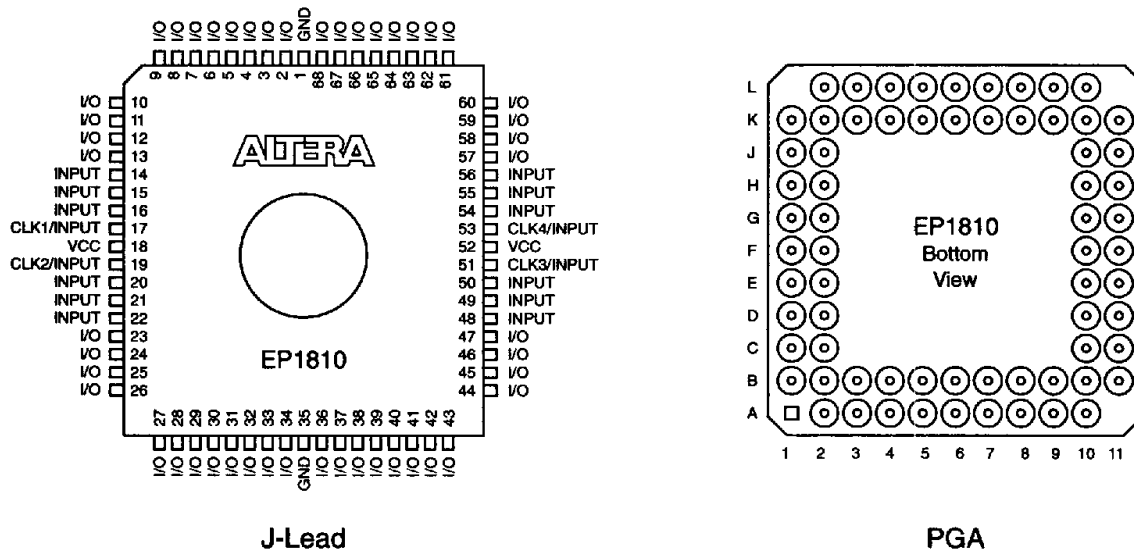 I/O I/O I/O I/O I/O I/O I/O I/O GND I/O I/O I/O I/O I/O I/O I/O I/O
9 8 7 6 5 4 3 2 1 68 67 66 65 64 63 62 61
I/O 10 60 I/O
I/O 11 59 I/O
I/O 12 58 I/O
I/O 13 57 I/O
INPUT 14 56 INPUT
INPUT 15 55 INPUT
INPUT 16 54 INPUT
CLK1/INPUT 17 53 CLK4/INPUT
VCC 18 52 VCC
CLK2/INPUT 19 51 CLK3/INPUT
INPUT 20 50 INPUT
INPUT 21 49 INPUT
INPUT 22 48 INPUT
I/O 23 47 I/O
I/O 24 46 I/O
I/O 25 45 I/O
I/O 26 44 I/O
ALTERA
EP1810
27 28 29 30 31 32 33 34 35 36 37 38 39 40 41 42 43
I/O I/O I/O I/O I/O I/O I/O I/O GND I/O I/O I/O I/O I/O I/O I/O I/O
J-Lead
L
K
J
H
G
F
E
D
C
B
A
EP1810
Bottom
View
1 2 3 4 5 6 7 8 9 10 11
PGA